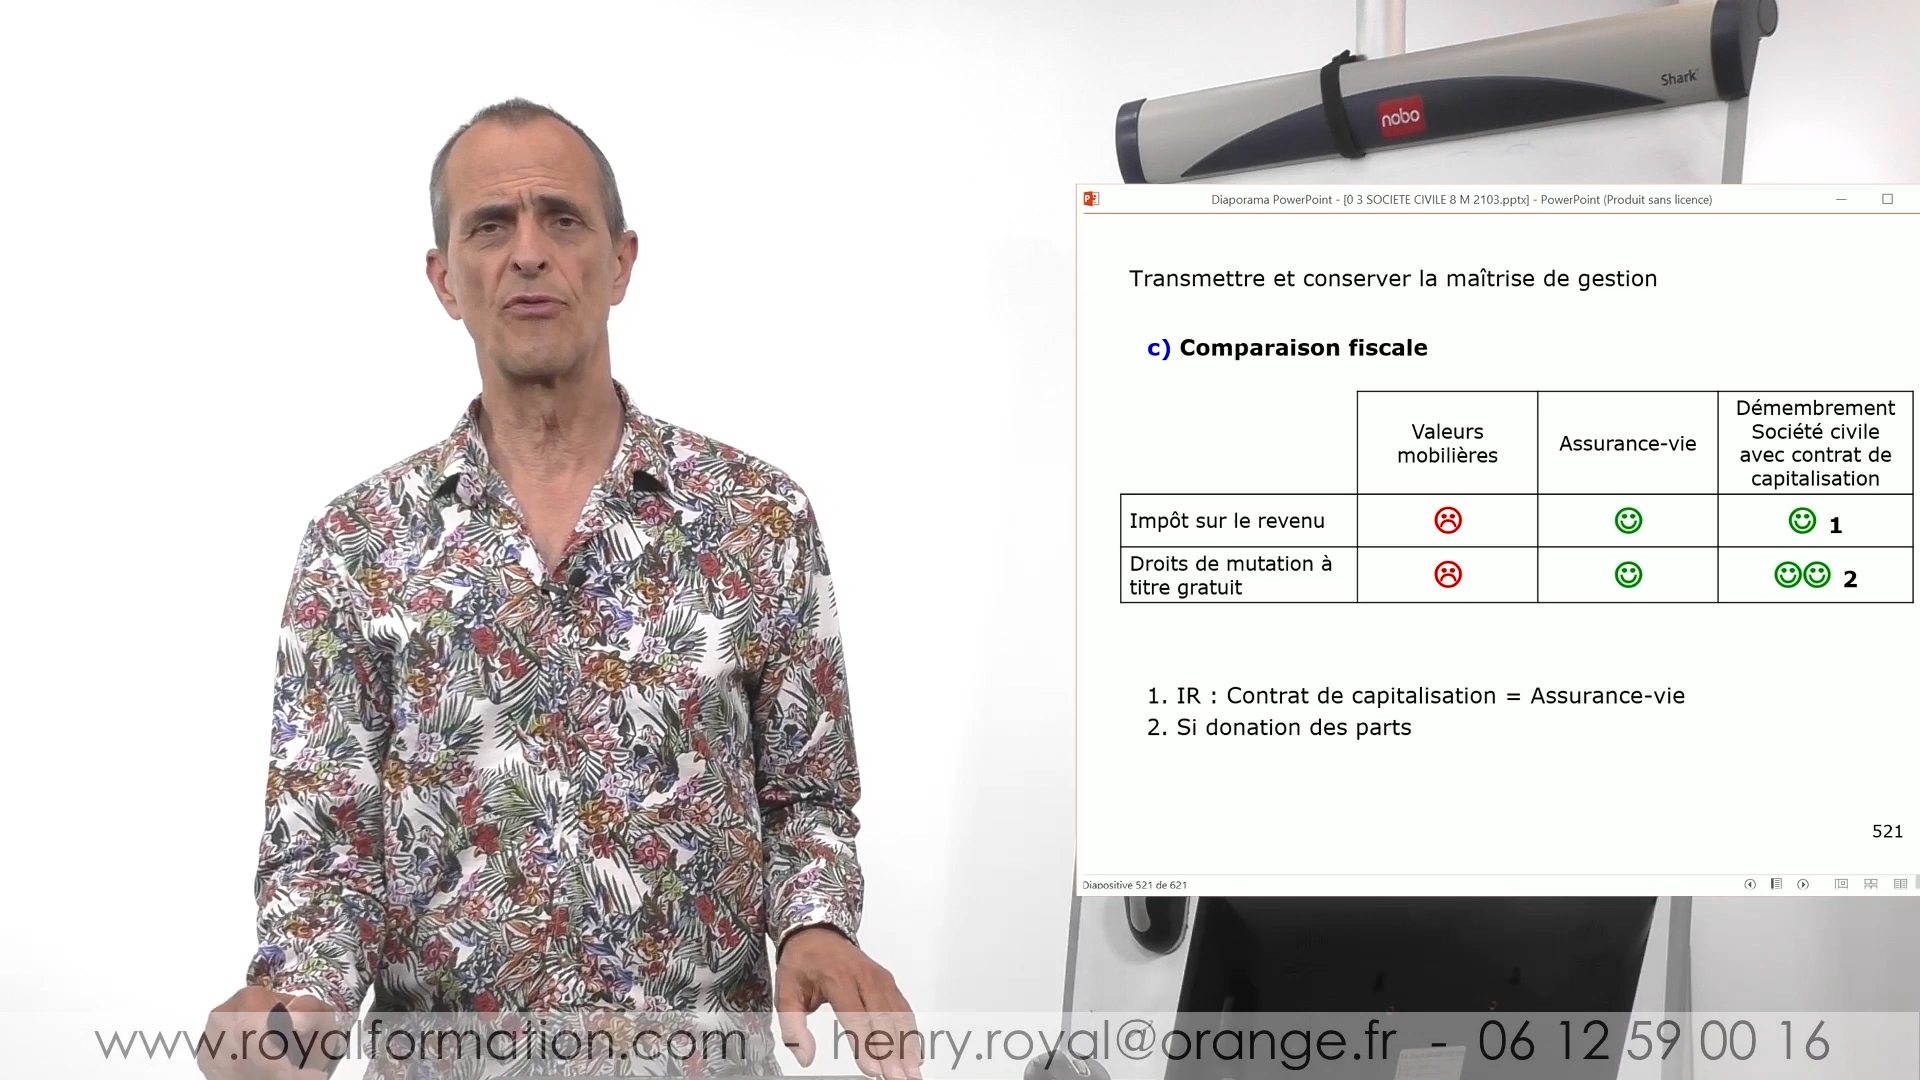 Shark
nobo
Diaporama PowerPoint - [0 3 SOCIETE CIVILE 8 M 2103.pptx] - PowerPoint (Produit sans licence)
Transmettre et conserver la maîtrise de gestion
c) Comparaison fiscale
Valeurs
mobilières
Assurance-vie
Démembrement
Société civile
avec contrat de
capitalisation
Impôt sur le revenu
1
Droits de mutation à
titre gratuit
2
1. IR : Contrat de capitalisation = Assurance-vie
2. Si donation des parts
521
Diapositive 521 de 621
www.royalformation.com - henry.royal@orange.fr - 06 12 59 00 16